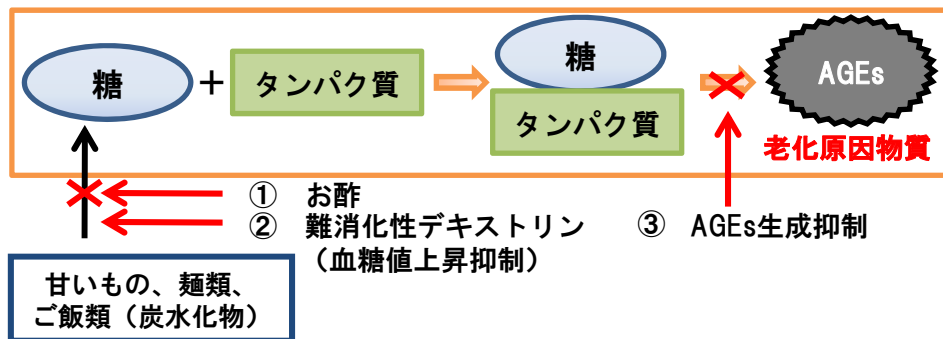 糖
+
タンパク質
糖
タンパク質
AGEs
老化原因物質
① お酢
② 難消化性デキストリン
（血糖値上昇抑制）
③ AGEs生成抑制
甘いもの、麺類、
ご飯類（炭水化物）